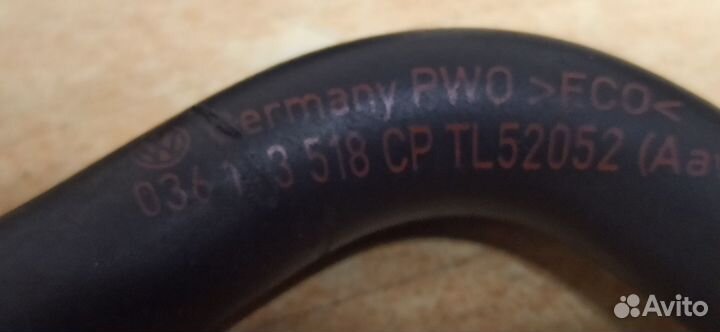 Germany PWO >ECO<
036 1 3 518 CP TL52052 (Aa
Avito